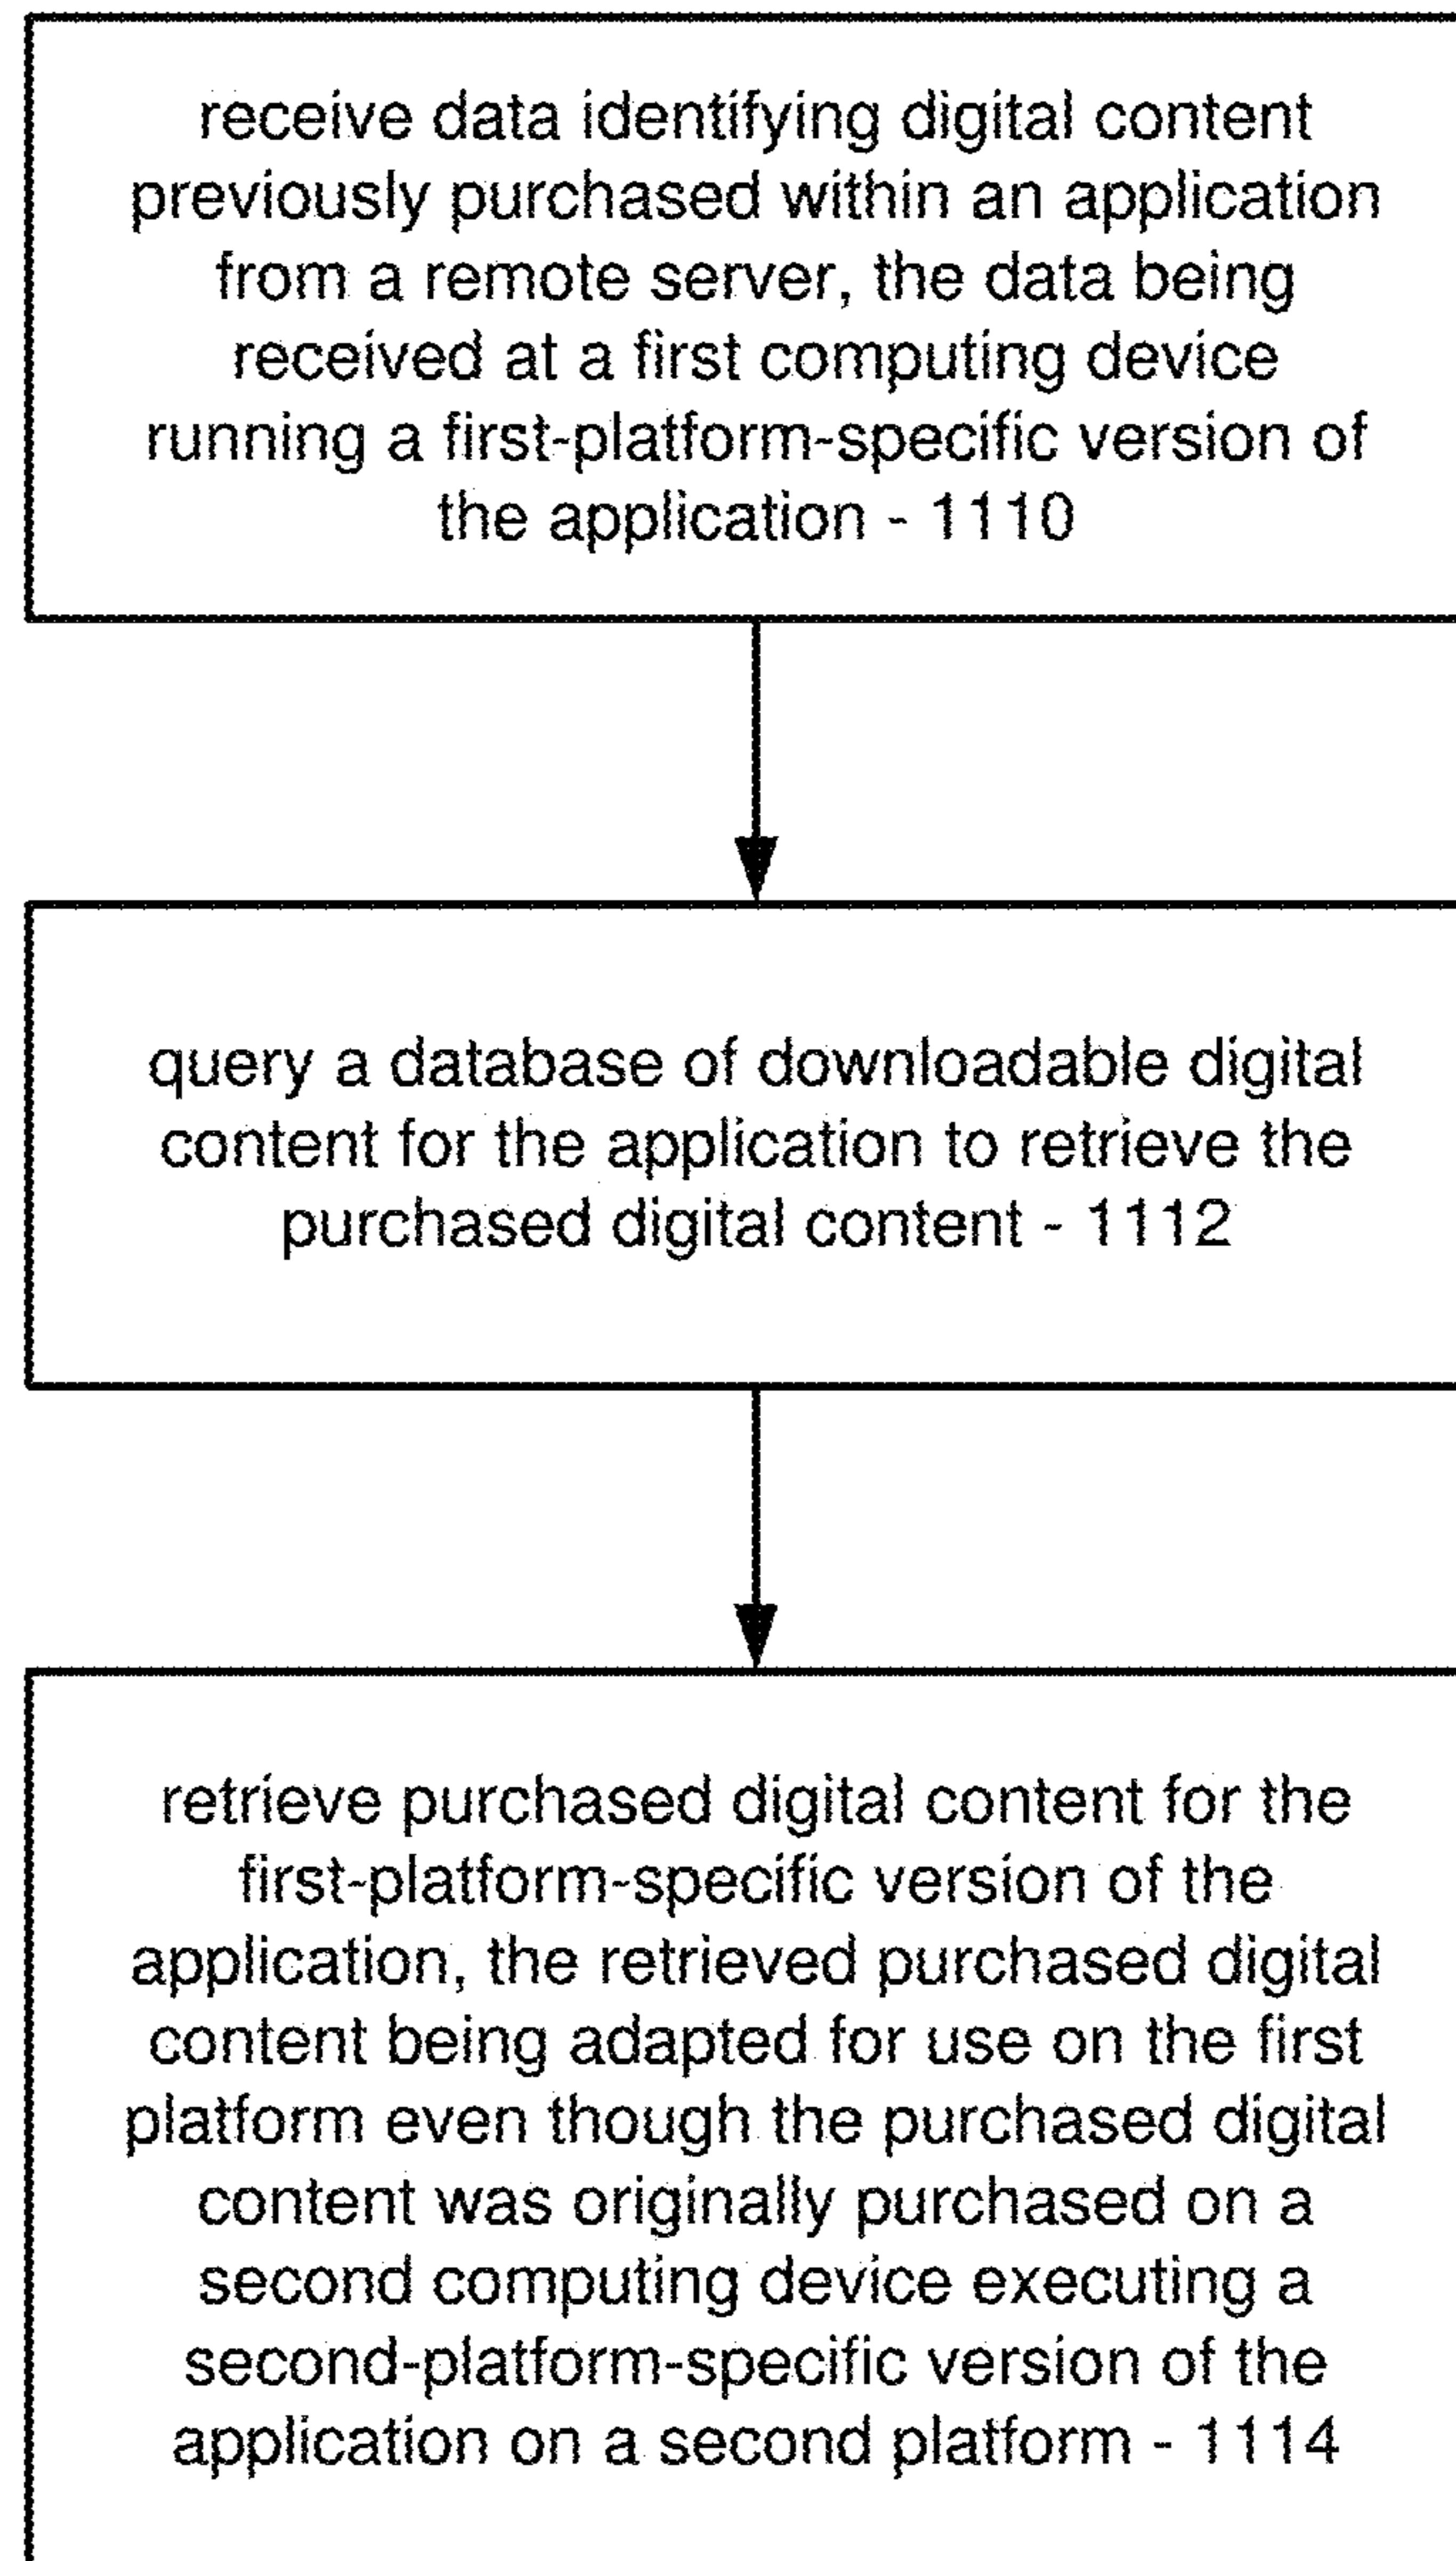 receive data identifying digital content
previously purchased within an application
from a remote server, the data being
received at a first computing device
running a first-platform-specific version of
the application - 1110
query a database of downloadable digital
content for the application to retrieve the
purchased digital content - 1112
retrieve purchased digital content for the
first-platform-specific version of the
application, the retrieved purchased digital
content being adapted for use on the first
platform even though the purchased digital
content was originally purchased on a
second computing device executing a
second-platform-specific version of the
application on a second platform - 1114